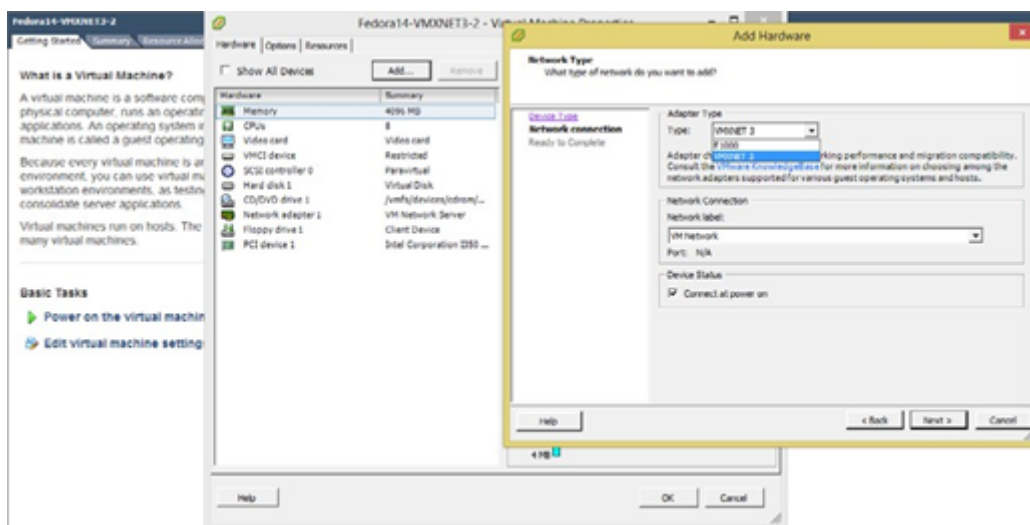 Fedora14-VMXNET3-2
Getting Started Summary Resource Alloc
What is a Virtual Machine?
A virtual machine is a software com
physical computer, runs an operatin
applications. An operating system in
machine is called a guest operating
Because every virtual machine is an
environment, you can use virtual ma
workstation environments, as testing
consolidate server applications.
Virtual machines run on hosts. The
many virtual machines.
Basic Tasks
Power on the virtual machin
Edit virtual machine setting
Fedora14-VMXNET3-2 - Virtual Machine Properties
Hardware Options Resources
Show All Devices Add... Remove
Hardware Summary
Memory 4096 MB
CPUs 8
Video card Video card
VMCI device Restricted
SCSI controller 0 Paravirtual
Hard disk 1 Virtual Disk
CD/DVD drive 1 /vmfs/devices/cdrom/...
Network adapter 1 VM Network Server
Floppy drive 1 Client Device
PCI device 1 Intel Corporation I350 ...
4 MB
Help OK Cancel
Add Hardware
Network Type
What type of network do you want to add?
Device Type
Network connection
Ready to Complete
Adapter Type
Type: VMXNET 3
E1000
VMXNET 3
Adapter ch rking performance and migration compatibility.
Consult the VMware KnowledgeBase for more information on choosing among the
network adapters supported for various guest operating systems and hosts.
Network Connection
Network label:
VM Network
Port: N/A
Device Status
Connect at power on
Help < Back Next > Cancel